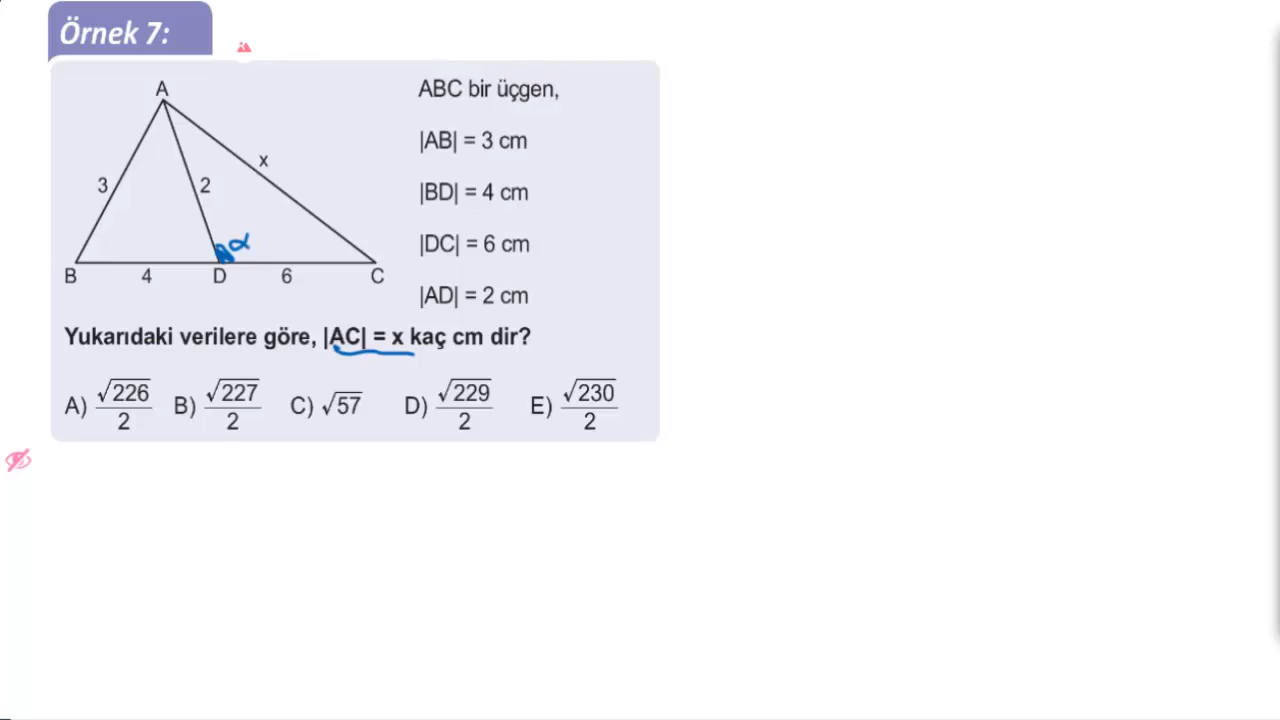 Örnek 7:
A
ABC bir üçgen,
|AB| = 3 cm
x
3
2
|BD| = 4 cm
α
|DC| = 6 cm
B
4
D
6
C
|AD| = 2 cm
Yukarıdaki verilere göre, |AC| = x kaç cm dir?
A) √226/2 B) √227/2 C) √57 D) √229/2 E) √230/2